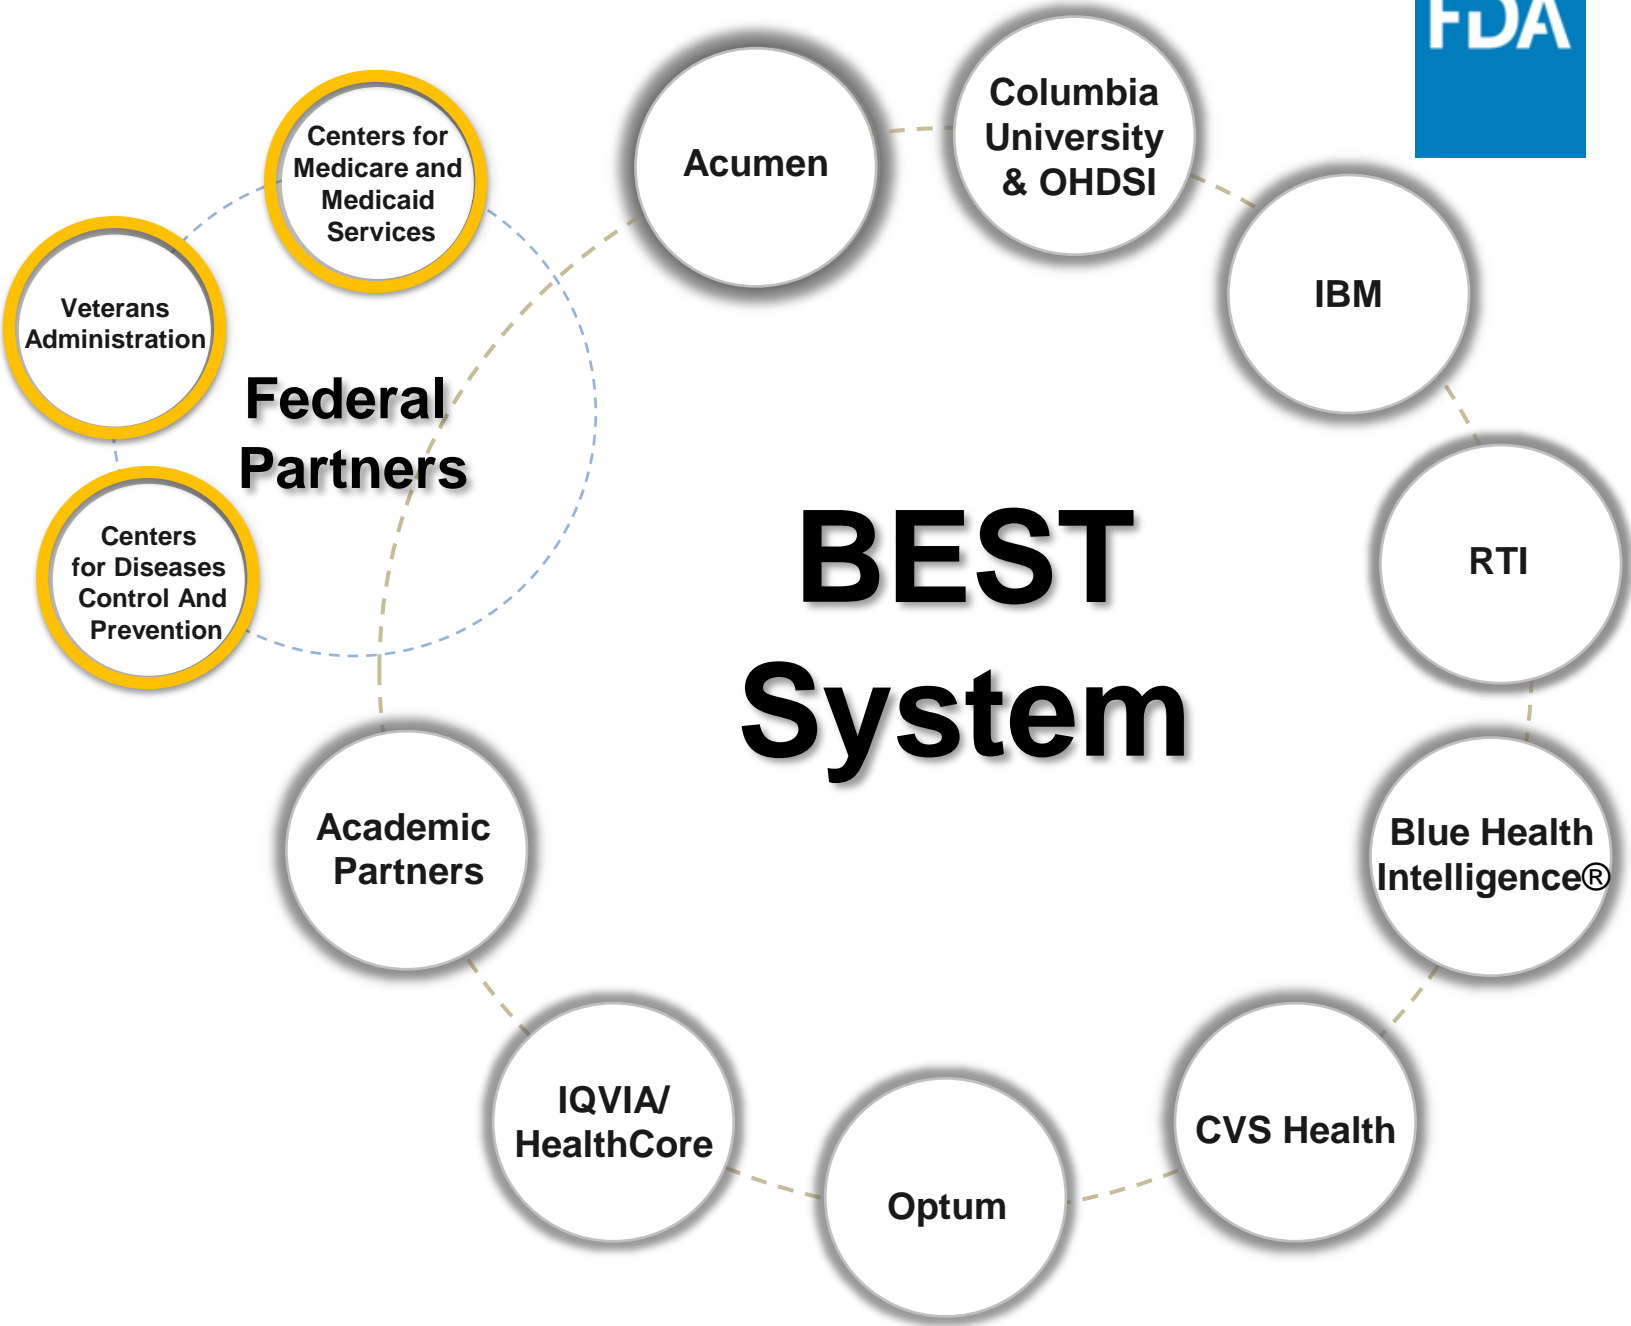 FDA
Columbia
University
& OHDSI
Acumen
Centers for
Medicare and
Medicaid
Services
IBM
Veterans
Administration
Federal
Partners
BEST
System
Centers
for Diseases
Control And
Prevention
RTI
Academic
Partners
Blue Health
Intelligence®
IQVIA/
HealthCore
CVS Health
Optum